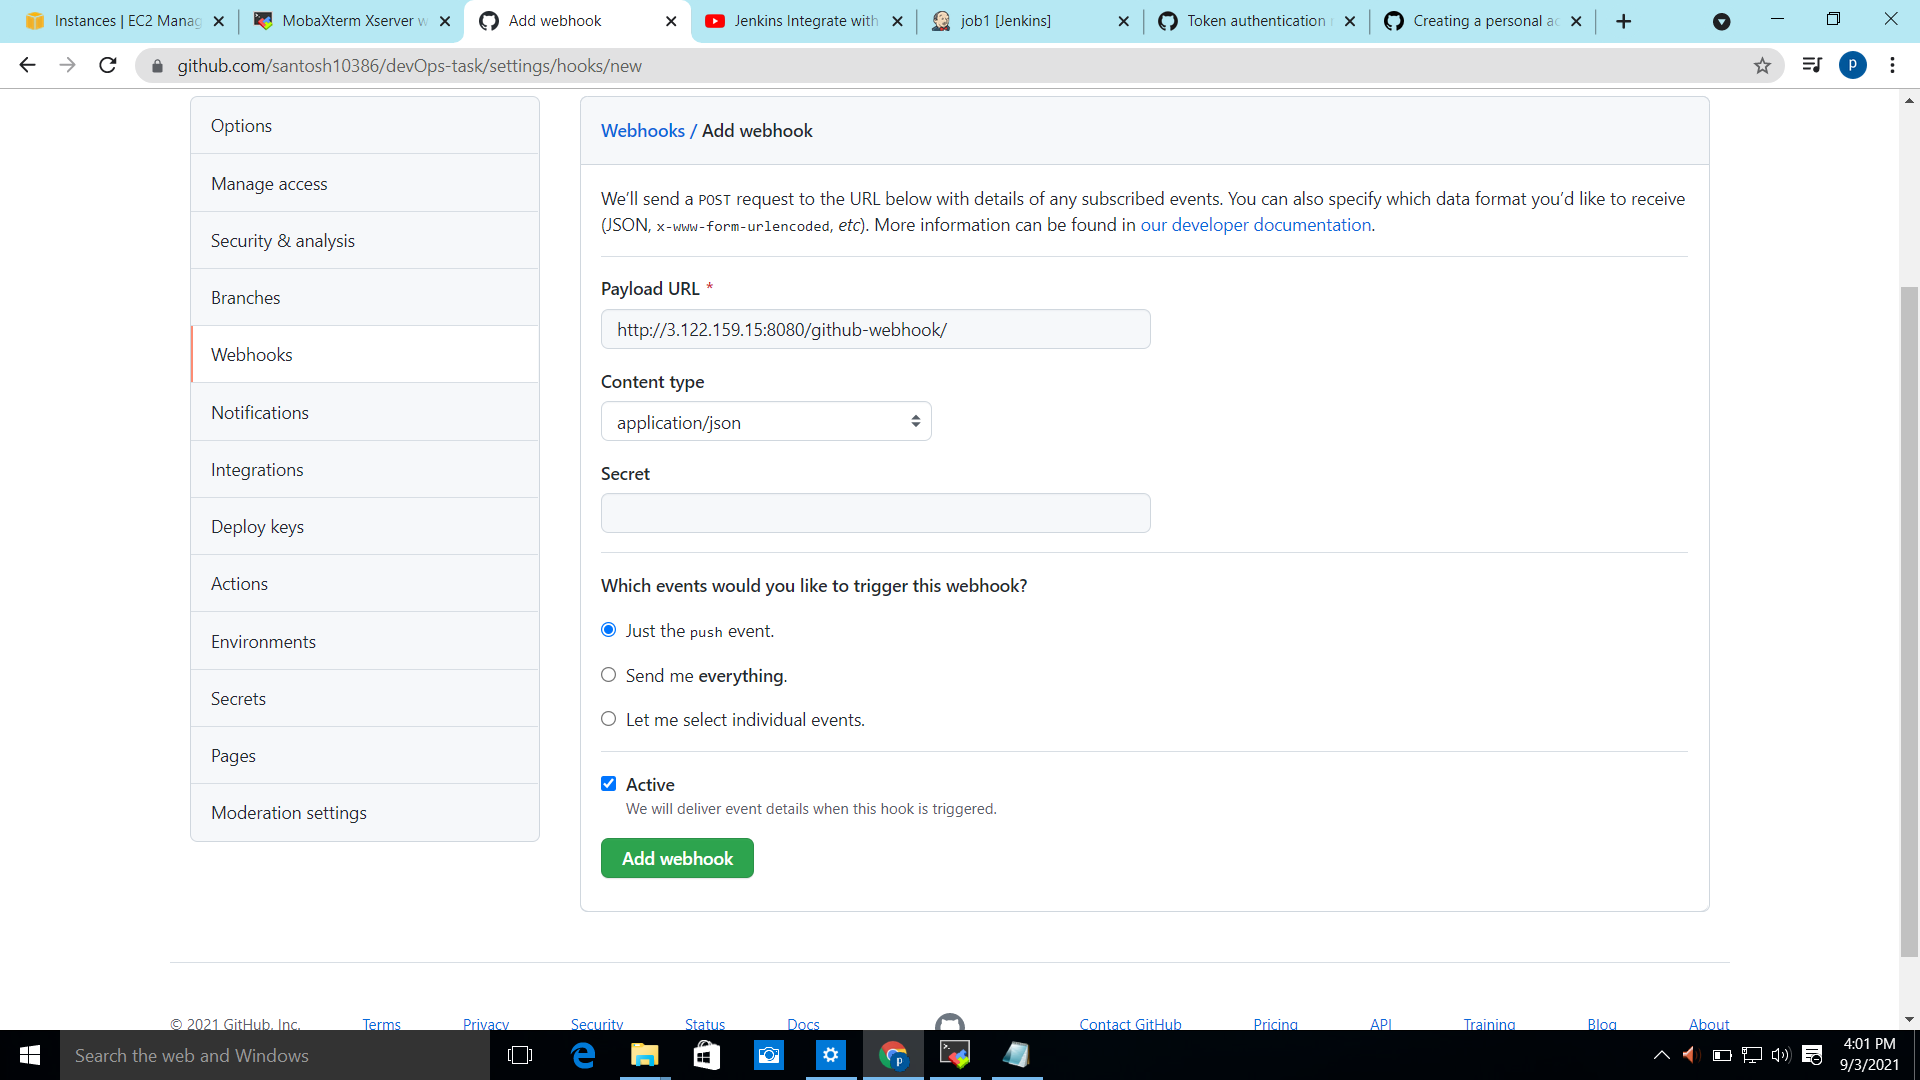 Instances | EC2 Manag
MobaXterm Xserver w
Add webhook
Jenkins Integrate with
job1 [Jenkins]
Token authentication r
Creating a personal ac
github.com/santosh10386/devOps-task/settings/hooks/new
P
Options
Manage access
Security & analysis
Branches
Webhooks
Notifications
Integrations
Deploy keys
Actions
Environments
Secrets
Pages
Moderation settings
Webhooks / Add webhook
We'll send a POST request to the URL below with details of any subscribed events. You can also specify which data format you'd like to receive
(JSON, x-www-form-urlencoded, etc). More information can be found in our developer documentation.
Payload URL *
http://3.122.159.15:8080/github-webhook/
Content type
application/json
Secret
Which events would you like to trigger this webhook?
Just the push event.
Send me everything.
Let me select individual events.
Active
We will deliver event details when this hook is triggered.
Add webhook
© 2021 GitHub, Inc.
Terms
Privacy
Security
Status
Docs
Contact GitHub
Pricing
API
Training
Blog
About
Search the web and Windows
4:01 PM
9/3/2021